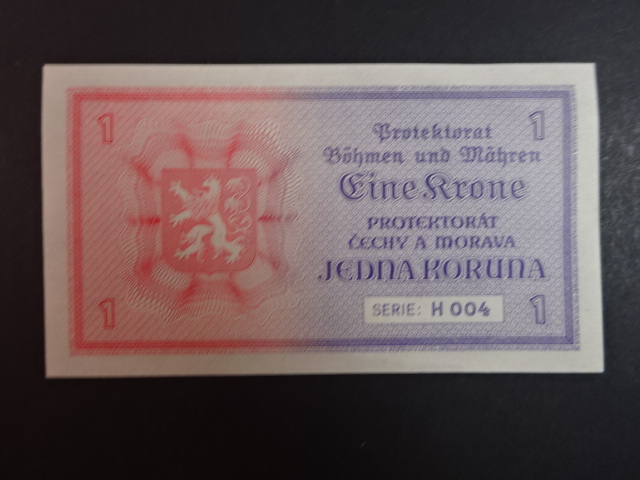 1
1
Protektorat
Böhmen und Mähren
Eine Krone
PROTEKTORÁT
ČECHY A MORAVA
JEDNA KORUNA
SERIE: H 004
1
1